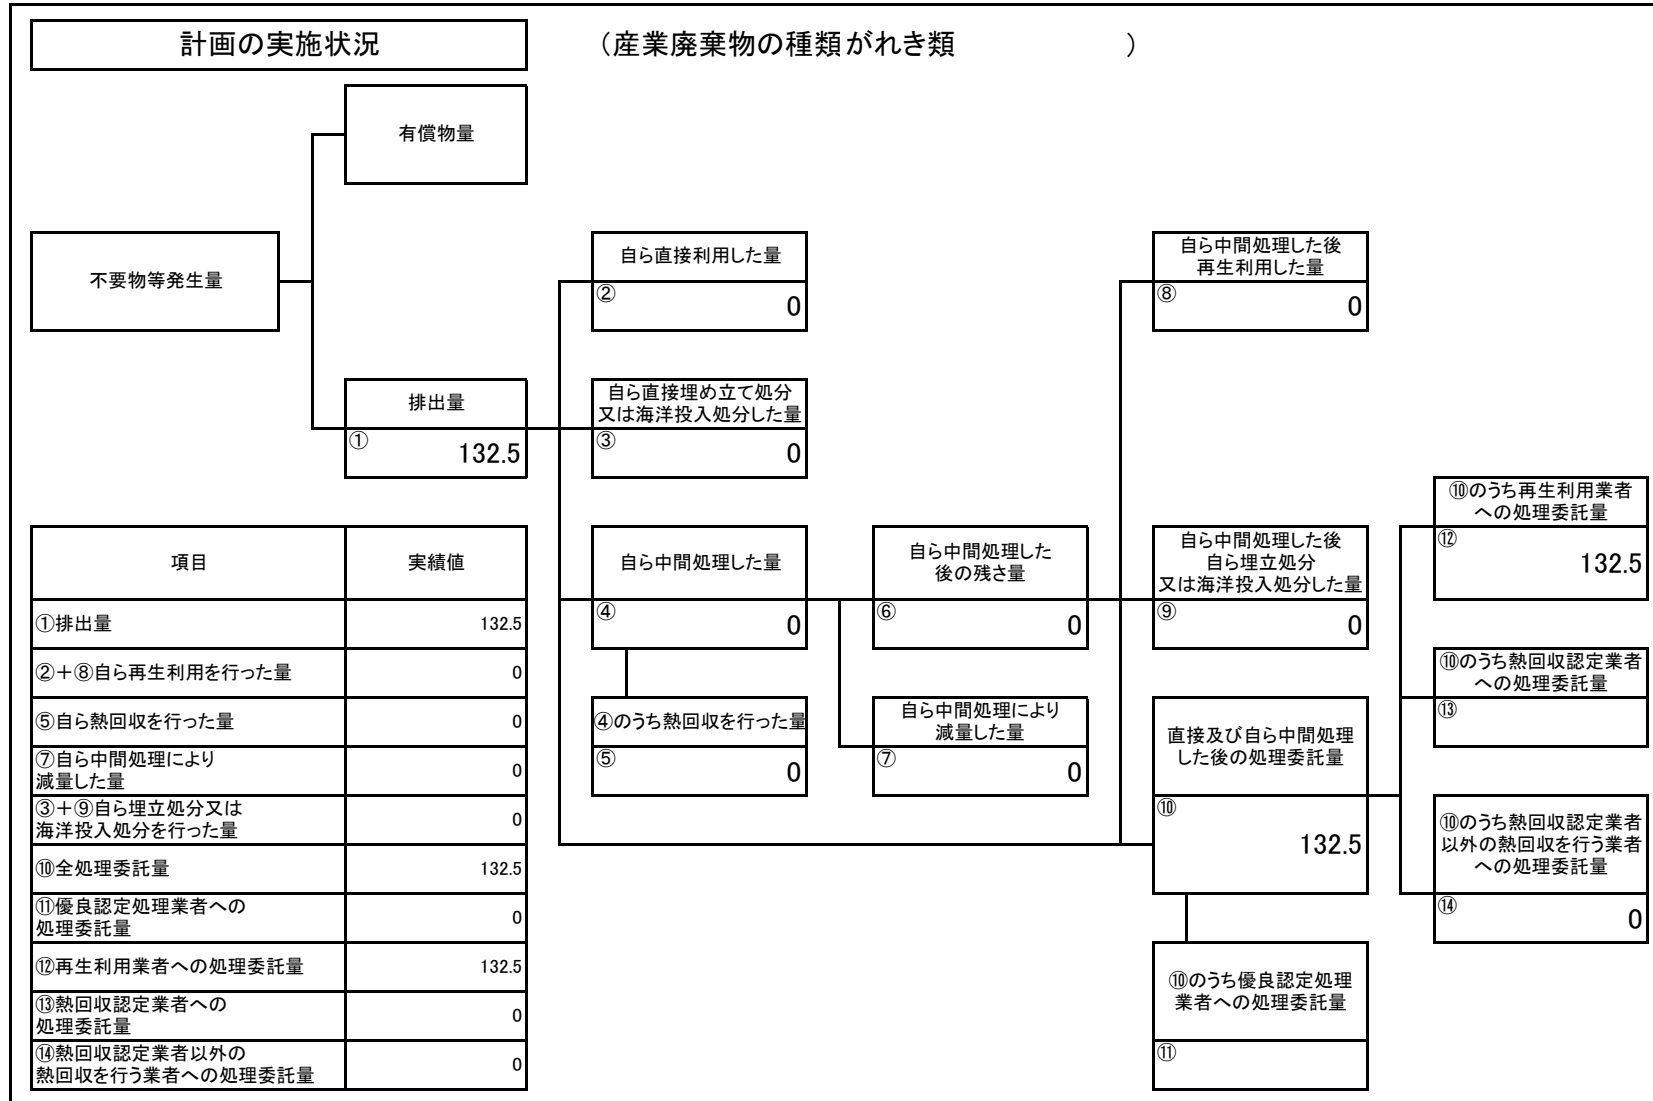 計画の実施状況
（産業廃棄物の種類がれき類　　　　　　　）
有償物量
不要物等発生量
自ら直接利用した量
②
0
自ら中間処理した後
再生利用した量
⑧
0
排出量
①
132.5
自ら直接埋め立て処分
又は海洋投入処分した量
③
0
⑩のうち再生利用業者
への処理委託量
⑫
132.5
自ら中間処理した量
④
0
自ら中間処理した
後の残さ量
⑥
0
自ら中間処理した後
自ら埋立処分
又は海洋投入処分した量
⑨
0
⑩のうち熱回収認定業者
への処理委託量
⑬
④のうち熱回収を行った量
⑤
0
自ら中間処理により
減量した量
⑦
0
直接及び自ら中間処理
した後の処理委託量
⑩
132.5
⑩のうち熱回収認定業者
以外の熱回収を行う業者
への処理委託量
⑭
0
⑩のうち優良認定処理
業者への処理委託量
⑪
項目 実績値
①排出量 132.5
②＋⑧自ら再生利用を行った量 0
⑤自ら熱回収を行った量 0
⑦自ら中間処理により
減量した量 0
③＋⑨自ら埋立処分又は
海洋投入処分を行った量 0
⑩全処理委託量 132.5
⑪優良認定処理業者への
処理委託量 0
⑫再生利用業者への処理委託量 132.5
⑬熱回収認定業者への
処理委託量 0
⑭熱回収認定業者以外の
熱回収を行う業者への処理委託量 0